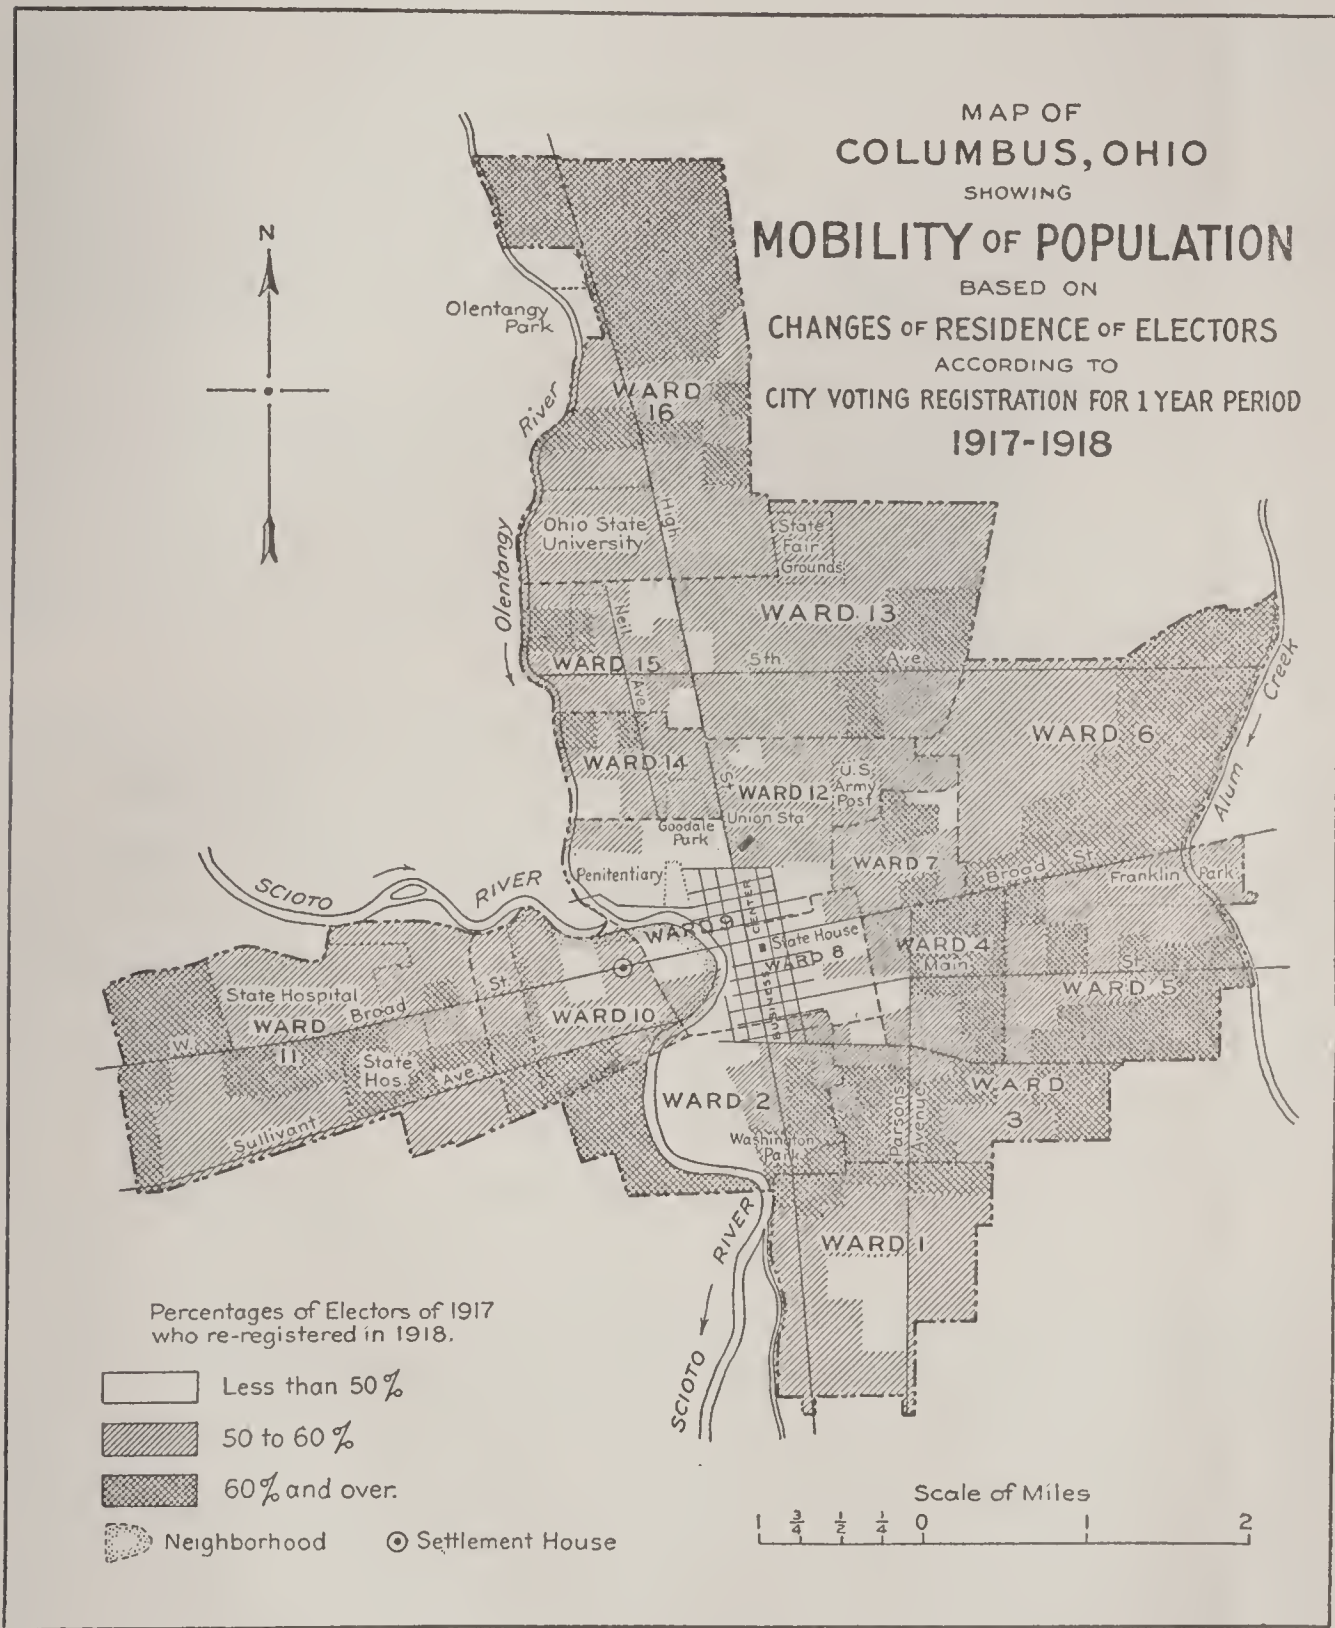 MAP OF
COLUMBUS, OHIO
SHOWING
MOBILITY OF POPULATION
BASED ON
CHANGES OF RESIDENCE OF ELECTORS
ACCORDING TO
CITY VOTING REGISTRATION FOR 1 YEAR PERIOD
1917-1918
N
Olentangy
Park
River
Olentangy
WARD
16
High
Ohio State
University
State
Fair
Grounds
WARD 13
Neil
Ave.
WARD 15
5th
Ave.
Alum
Creek
WARD 6
WARD 14
St.
WARD 12
U.S
Army
Post
Union Sta
Goodale
Park
WARD 7
Broad
St.
Franklin Park
Penitentiary
SCIOTO
RIVER
CENTER
BUSINESS
WARD 9
State House
WARD 8
WARD 4
Main
St.
WARD 5
State Hospital
W.
Broad
St.
WARD
11
WARD 10
State
Hos.
Sullivant
Ave.
WARD 2
Washington
Park
Parsons
Avenue
WARD
3
WARD 1
SCIOTO
RIVER
Percentages of Electors of 1917
who re-registered in 1918.
Less than 50%
50 to 60%
60% and over.
Neighborhood
Settlement House
Scale of Miles
1 3/4 1/2 1/4 0 1 2